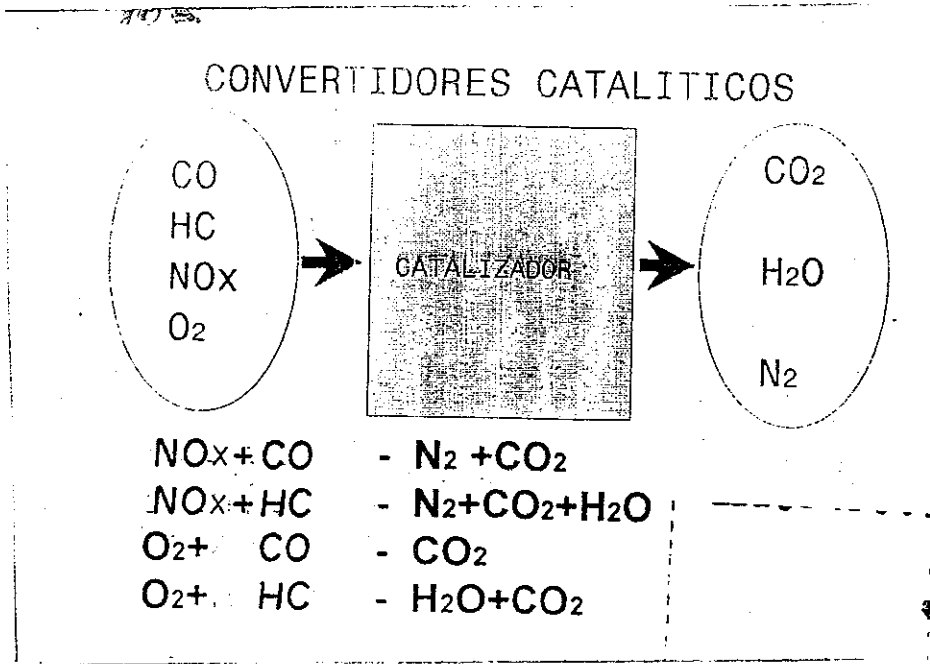 CONVERTIDORES CATALITICOS
CO
HC
NOx
O2
CATALIZADOR
CO2
H2O
N2
NOx+CO - N2 +CO2
NOx+HC - N2+CO2+H2O
O2+ CO - CO2
O2+ HC - H2O+CO2